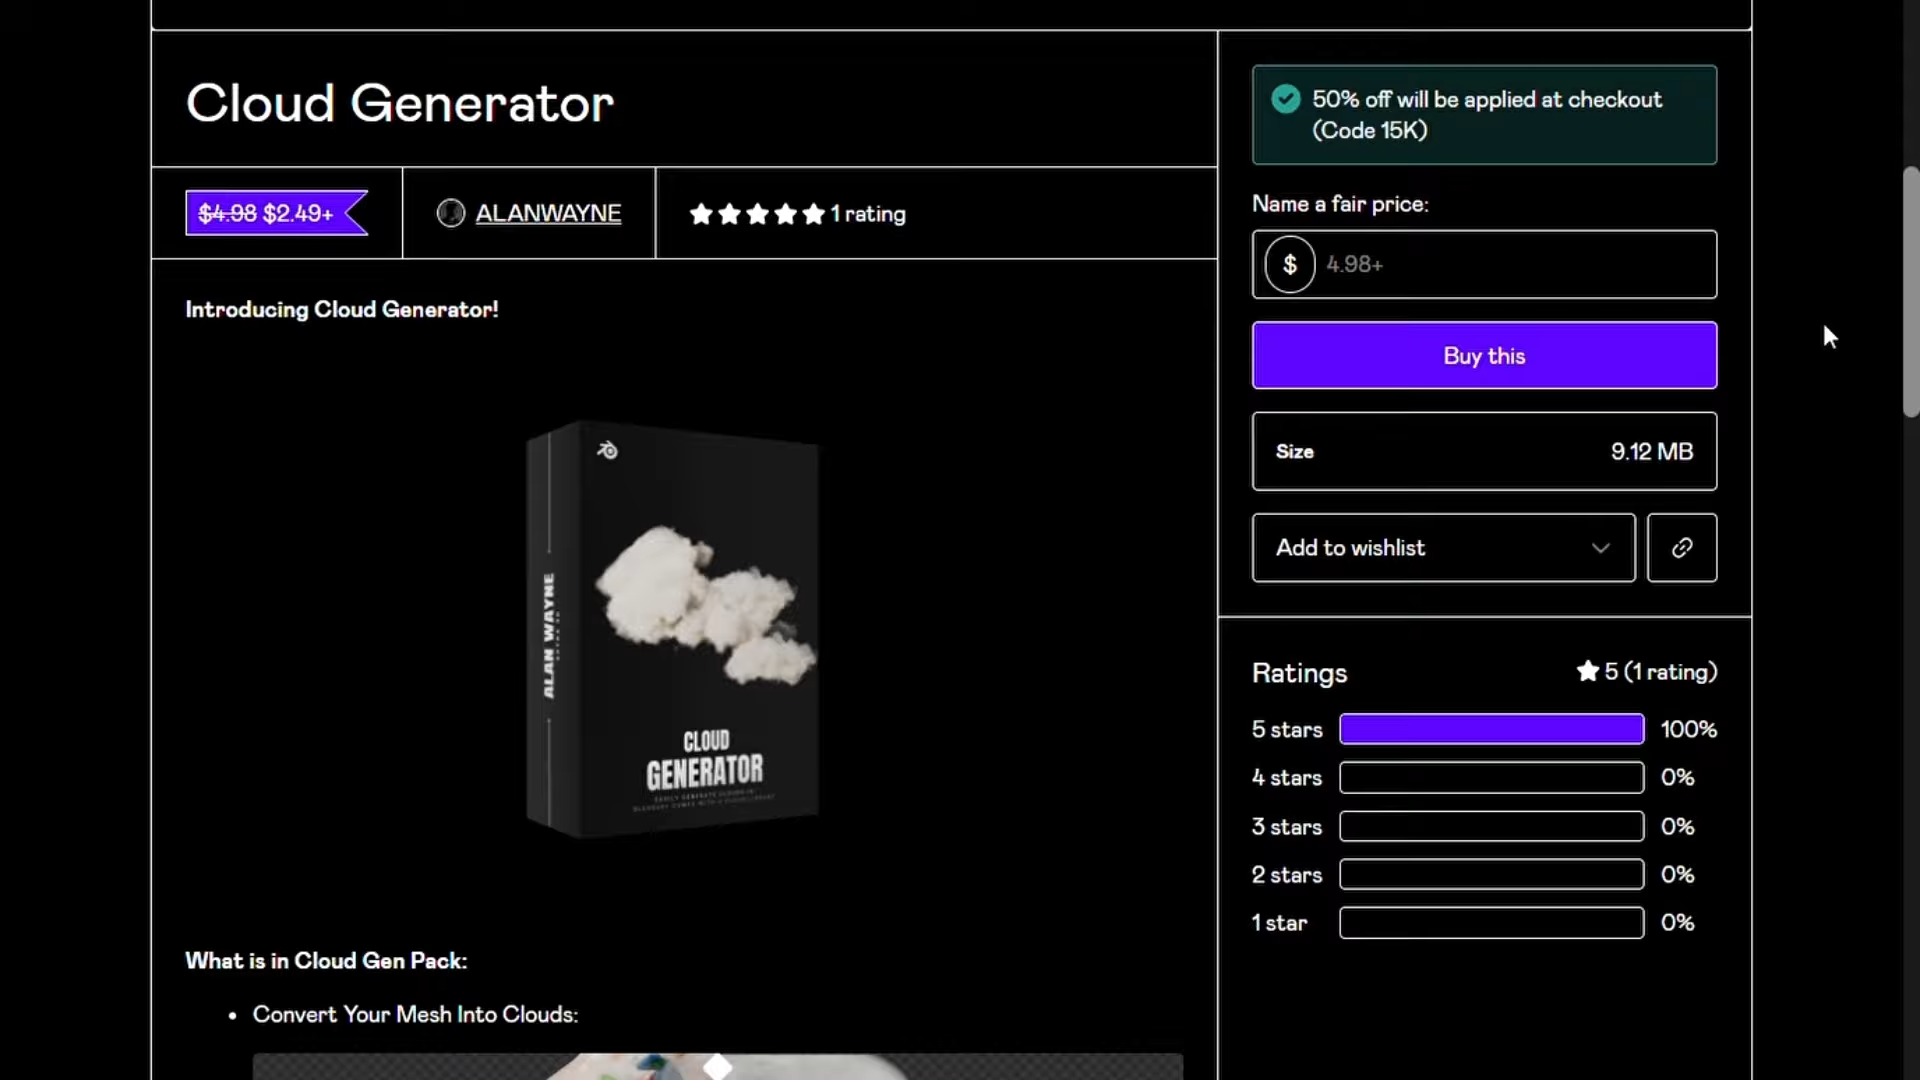 Cloud Generator
$4.98 $2.49+
ALANWAYNE
1 rating
Introducing Cloud Generator!
ALAN WAYNE
CLOUD
GENERATOR
What is in Cloud Gen Pack:
• Convert Your Mesh Into Clouds:
50% off will be applied at checkout
(Code 15K)
Name a fair price:
$ 4.98+
Buy this
Size 9.12 MB
Add to wishlist
Ratings 5 (1 rating)
5 stars 100%
4 stars 0%
3 stars 0%
2 stars 0%
1 star 0%